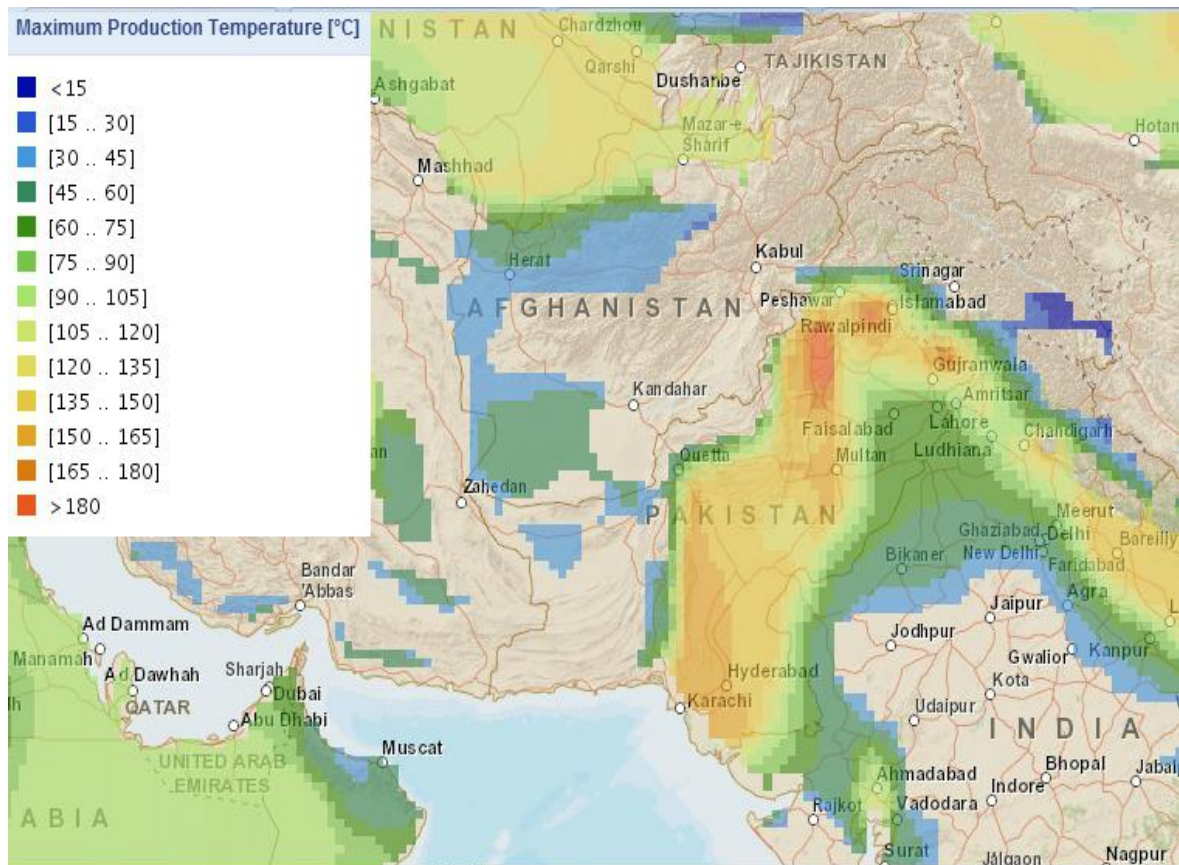 Maximum Production Temperature [°C]
<15
[15 .. 30]
[30 .. 45]
[45 .. 60]
[60 .. 75]
[75 .. 90]
[90 .. 105]
[105 .. 120]
[120 .. 135]
[135 .. 150]
[150 .. 165]
[165 .. 180]
>180
NISTAN
Chardzhou
Qarshi
Dushanbe
TAJIKISTAN
Ashgabat
Mazar-e
Sharif
Hotan
Mashhad
Herat
Kabul
Srinagar
AFGHANISTAN
Peshawar
Islamabad
Rawalpindi
Gujranwala
Kandahar
Amritsar
Faisalabad
Lahore
Chandigarh
Ludhiana
an
Quetta
Multan
Zahedan
PAKISTAN
Meerut
Ghaziabad
Delhi
Bareilly
Bikaner
New Delhi
Faridabad
Bandar
'Abbas
Agra
Jaipur
L
Ad Dammam
Jodhpur
Kanpur
Manamah
Gwalior
Ad Dawhah
Sharjah
Hyderabad
Kota
Dubai
QATAR
Karachi
Udaipur
Abu Dhabi
INDIA
Muscat
UNITED ARAB
EMIRATES
Ahmadabad
Bhopal
Jabalp
Indore
Rajkot
Vadodara
ABIA
Surat
Jalgaon
Nagpur